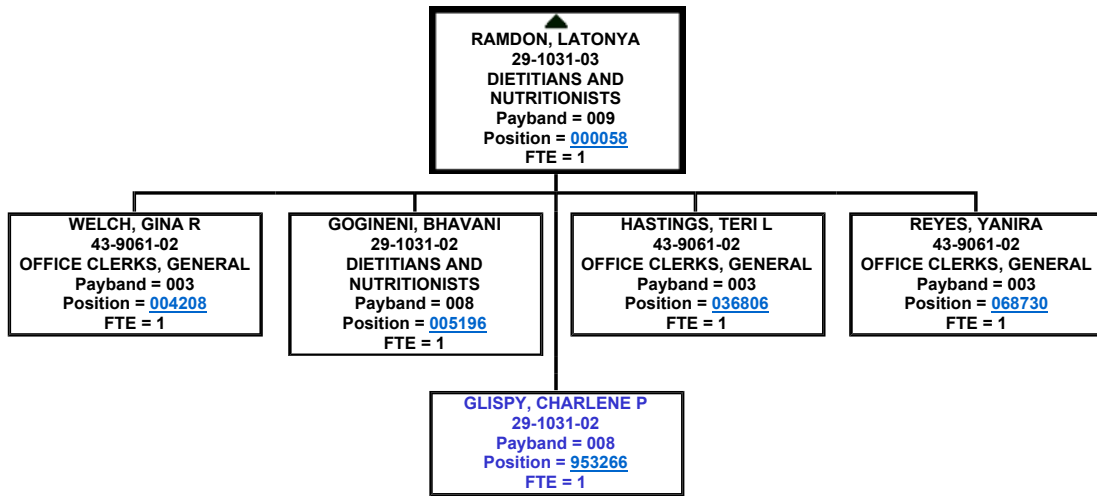 RAMDON, LATONYA
29-1031-03
DIETITIANS AND
NUTRITIONISTS
Payband = 009
Position = 000058
FTE = 1
WELCH, GINA R
43-9061-02
OFFICE CLERKS, GENERAL
Payband = 003
Position = 004208
FTE = 1
GOGINENI, BHAVANI
29-1031-02
DIETITIANS AND
NUTRITIONISTS
Payband = 008
Position = 005196
FTE = 1
HASTINGS, TERI L
43-9061-02
OFFICE CLERKS, GENERAL
Payband = 003
Position = 036806
FTE = 1
REYES, YANIRA
43-9061-02
OFFICE CLERKS, GENERAL
Payband = 003
Position = 068730
FTE = 1
GLISPY, CHARLENE P
29-1031-02
Payband = 008
Position = 953266
FTE = 1